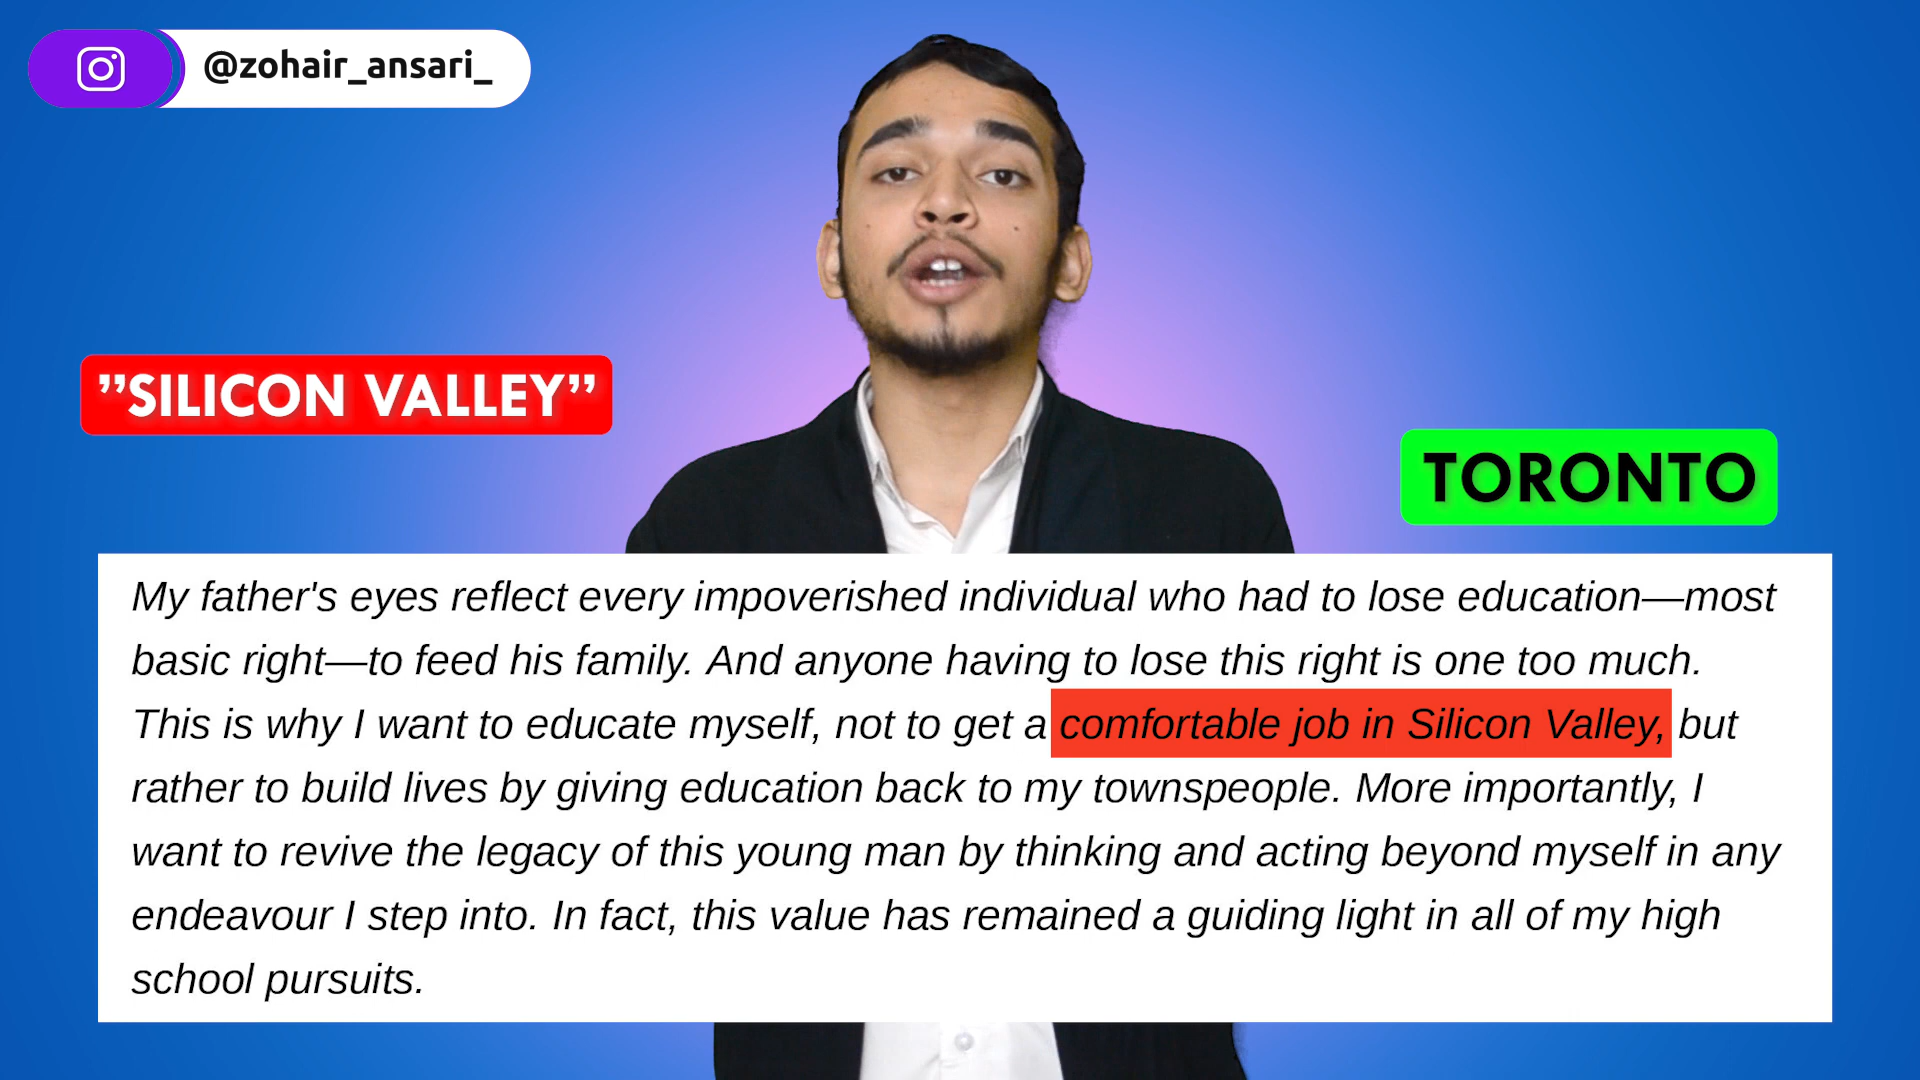 @zohair_ansari_
”SILICON VALLEY”
TORONTO
My father's eyes reflect every impoverished individual who had to lose education—most
basic right—to feed his family. And anyone having to lose this right is one too much.
This is why I want to educate myself, not to get a comfortable job in Silicon Valley, but
rather to build lives by giving education back to my townspeople. More importantly, I
want to revive the legacy of this young man by thinking and acting beyond myself in any
endeavour I step into. In fact, this value has remained a guiding light in all of my high
school pursuits.